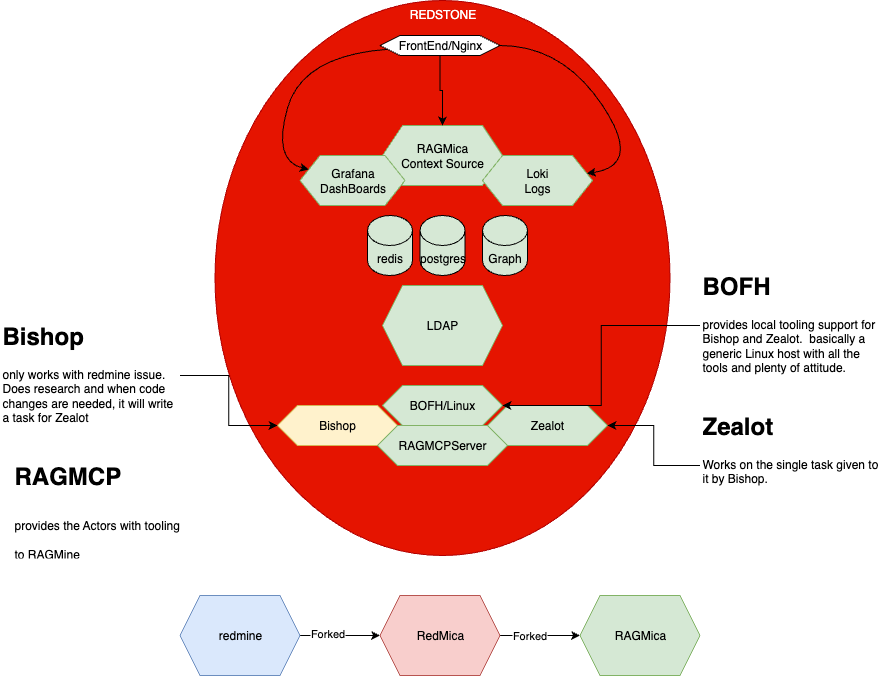 REDSTONE
FrontEnd/Nginx
RAGMica
Context Source
Grafana
DashBoards
Loki
Logs
redis
postgres
Graph
LDAP
BOFH
provides local tooling support for
Bishop and Zealot.  basically a
generic Linux host with all the
tools and plenty of attitude.
Bishop
only works with redmine issue.
Does research and when code
changes are needed, it will write
a task for Zealot
BOFH/Linux
Bishop
Zealot
RAGMCPServer
Zealot
Works on the single task given to
it by Bishop.
RAGMCP
provides the Actors with tooling
to RAGMine
redmine
Forked
RedMica
Forked
RAGMica